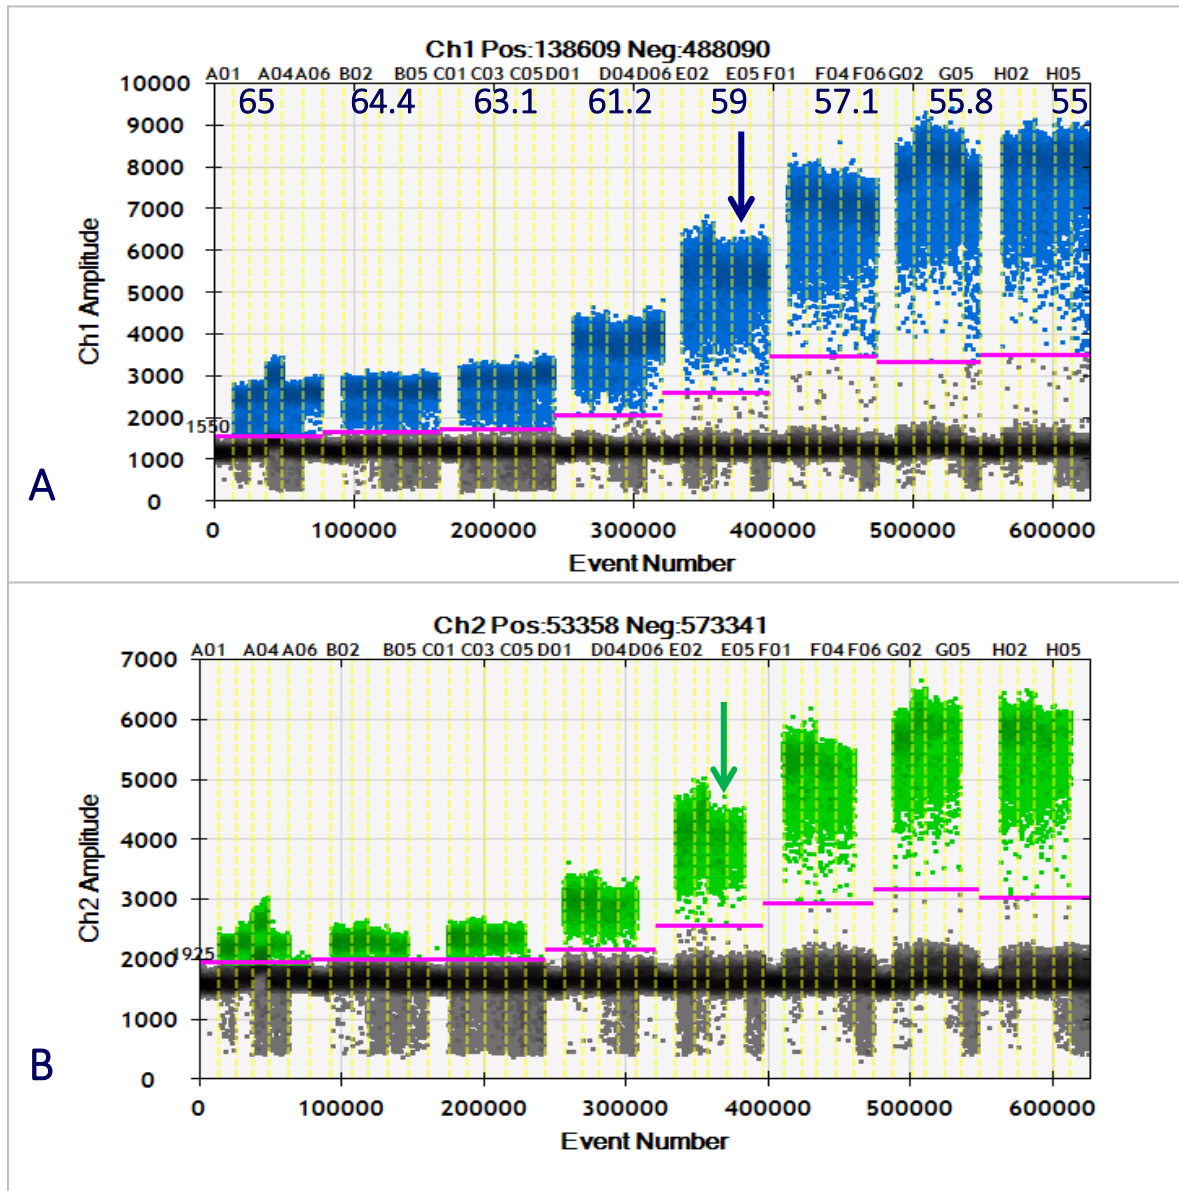 Ch1 Pos:138609 Neg:488090
A01 A04 A06 B02 B05 C01 C03 C05 D01 D04 D06 E02 E05 F01 F04 F06 G02 G05 H02 H05
10000
65 64.4 63.1 61.2 59 57.1 55.8 55
9000
8000
7000
6000
5000
4000
3000
2000
1550
1000
0
Ch1 Amplitude
A
0 100000 200000 300000 400000 500000 600000
Event Number
Ch2 Pos:53358 Neg:573341
A01 A04 A06 B02 B05 C01 C03 C05 D01 D04 D06 E02 E05 F01 F04 F06 G02 G05 H02 H05
7000
6000
5000
4000
3000
2000
1925
1000
0
Ch2 Amplitude
B
0 100000 200000 300000 400000 500000 600000
Event Number